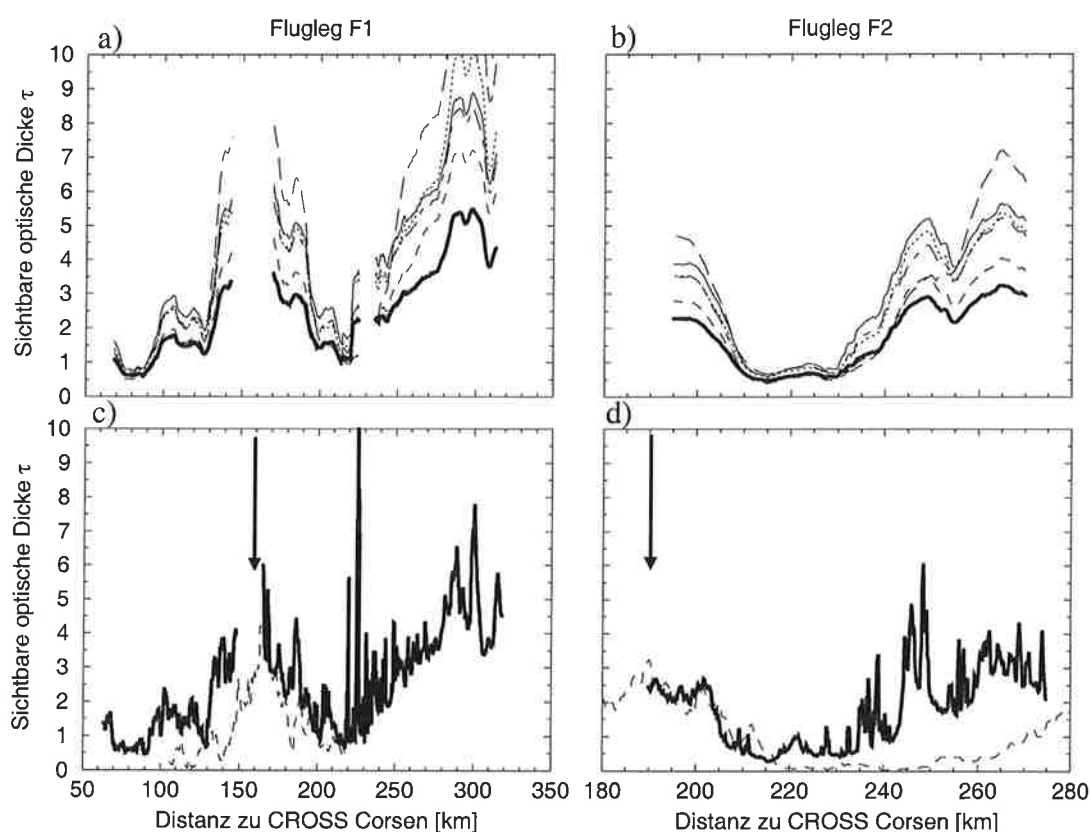 Flugleg F1
Flugleg F2
a)
b)
Sichtbare optische Dicke τ
10
9
8
7
6
5
4
3
2
1
0
c)
d)
Sichtbare optische Dicke τ
10
9
8
7
6
5
4
3
2
1
0
50 100 150 200 250 300 350
180 200 220 240 260 280
Distanz zu CROSS Corsen [km]
Distanz zu CROSS Corsen [km]